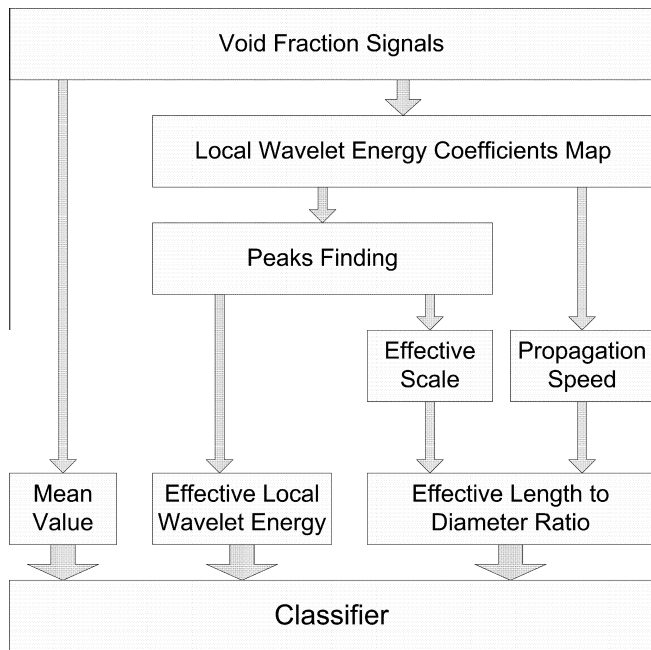 Void Fraction Signals
Local Wavelet Energy Coefficients Map
Peaks Finding
Effective
Scale
Propagation
Speed
Mean
Value
Effective Local
Wavelet Energy
Effective Length to
Diameter Ratio
Classifier